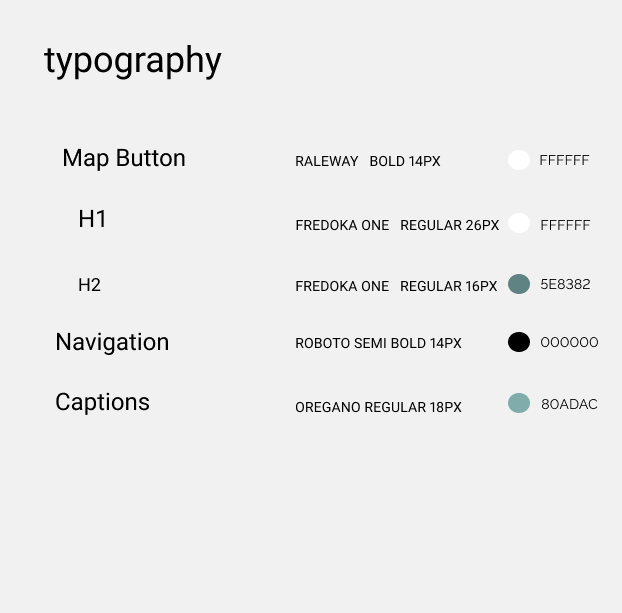 typography
Map Button RALEWAY BOLD 14PX FFFFFF
H1 FREDOKA ONE REGULAR 26PX FFFFFF
H2 FREDOKA ONE REGULAR 16PX 5E8382
Navigation ROBOTO SEMI BOLD 14PX 000000
Captions OREGANO REGULAR 18PX 80ADAC